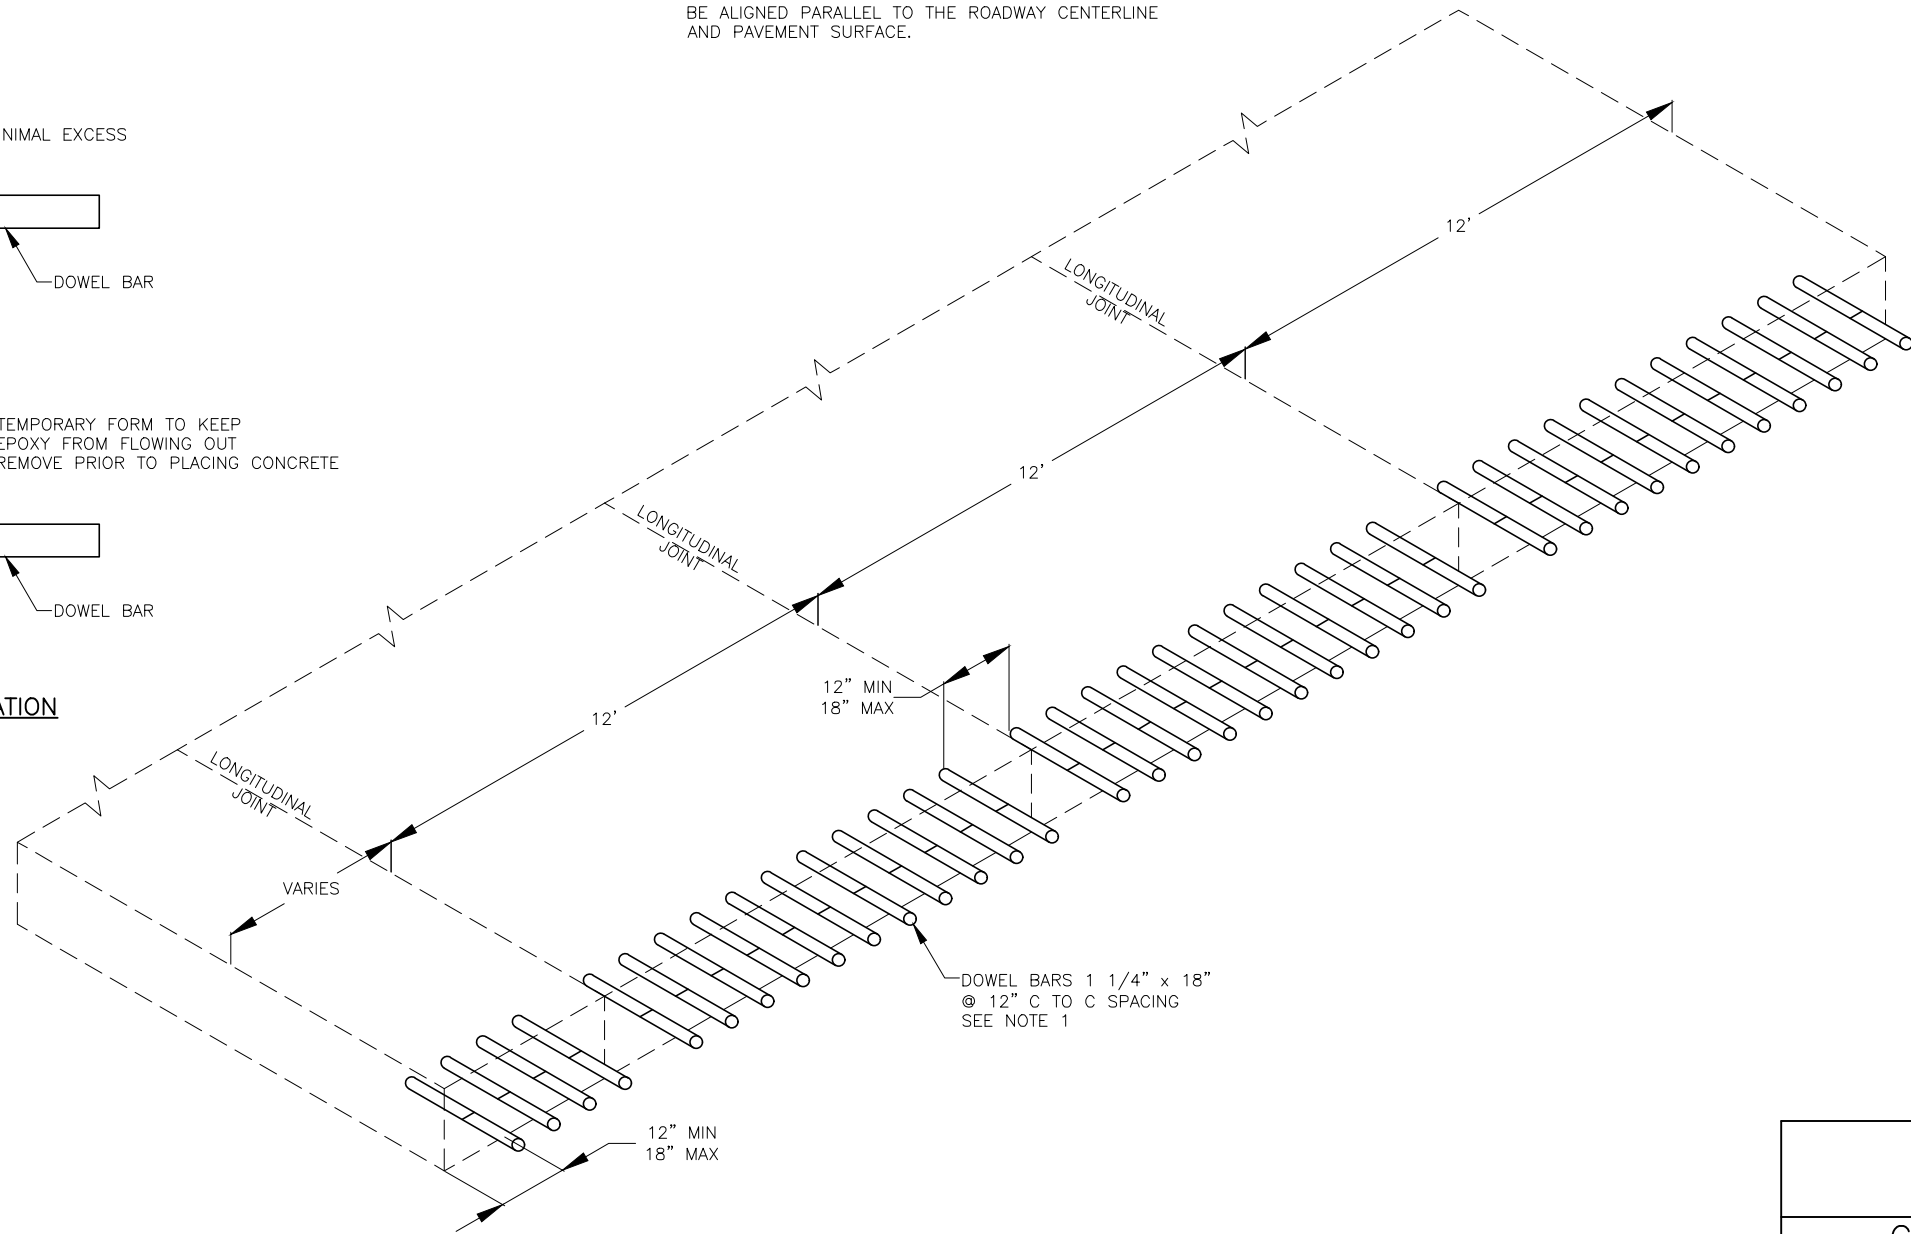 BE ALIGNED PARALLEL TO THE ROADWAY CENTERLINE
AND PAVEMENT SURFACE.
NIMAL EXCESS
DOWEL BAR
TEMPORARY FORM TO KEEP
EPOXY FROM FLOWING OUT
REMOVE PRIOR TO PLACING CONCRETE
DOWEL BAR
ATION
12'
LONGITUDINAL
JOINT
12'
LONGITUDINAL
JOINT
12" MIN
18" MAX
12'
LONGITUDINAL
JOINT
VARIES
DOWEL BARS 1 1/4" x 18"
@ 12" C TO C SPACING
SEE NOTE 1
12" MIN
18" MAX